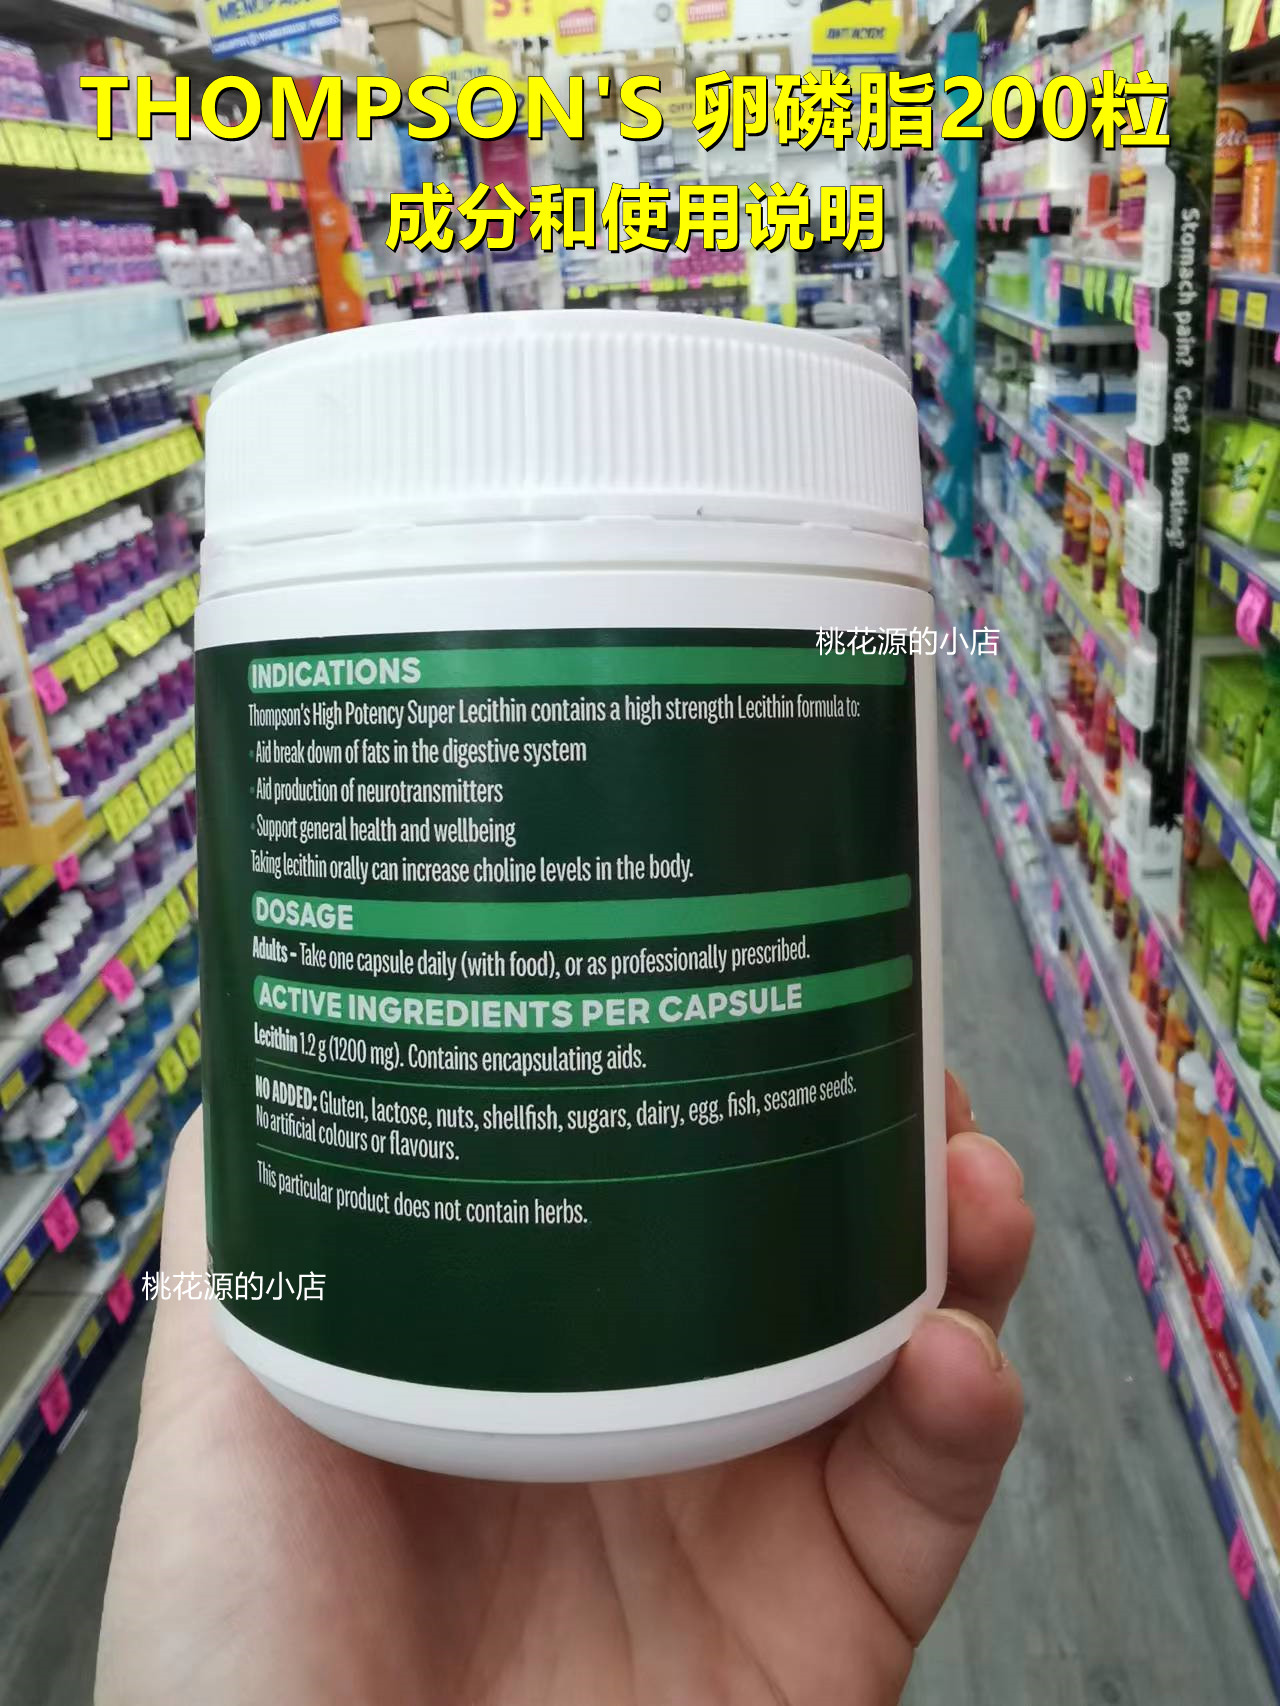 THOMPSON'S 卵磷脂200粒
成分和使用说明
Stomach pain? Gas? Bloating?
桃花源的小店
INDICATIONS
Thompson's High Potency Super Lecithin contains a high strength Lecithin formula to:
• Aid break down of fats in the digestive system
• Aid production of neurotransmitters
• Support general health and wellbeing
Taking lecithin orally can increase choline levels in the body.
DOSAGE
Adults - Take one capsule daily (with food), or as professionally prescribed.
ACTIVE INGREDIENTS PER CAPSULE
Lecithin 1.2 g (1200 mg). Contains encapsulating aids.
NO ADDED: Gluten, lactose, nuts, shellfish, sugars, dairy, egg, fish, sesame seeds.
No artificial colours or flavours.
This particular product does not contain herbs.
桃花源的小店